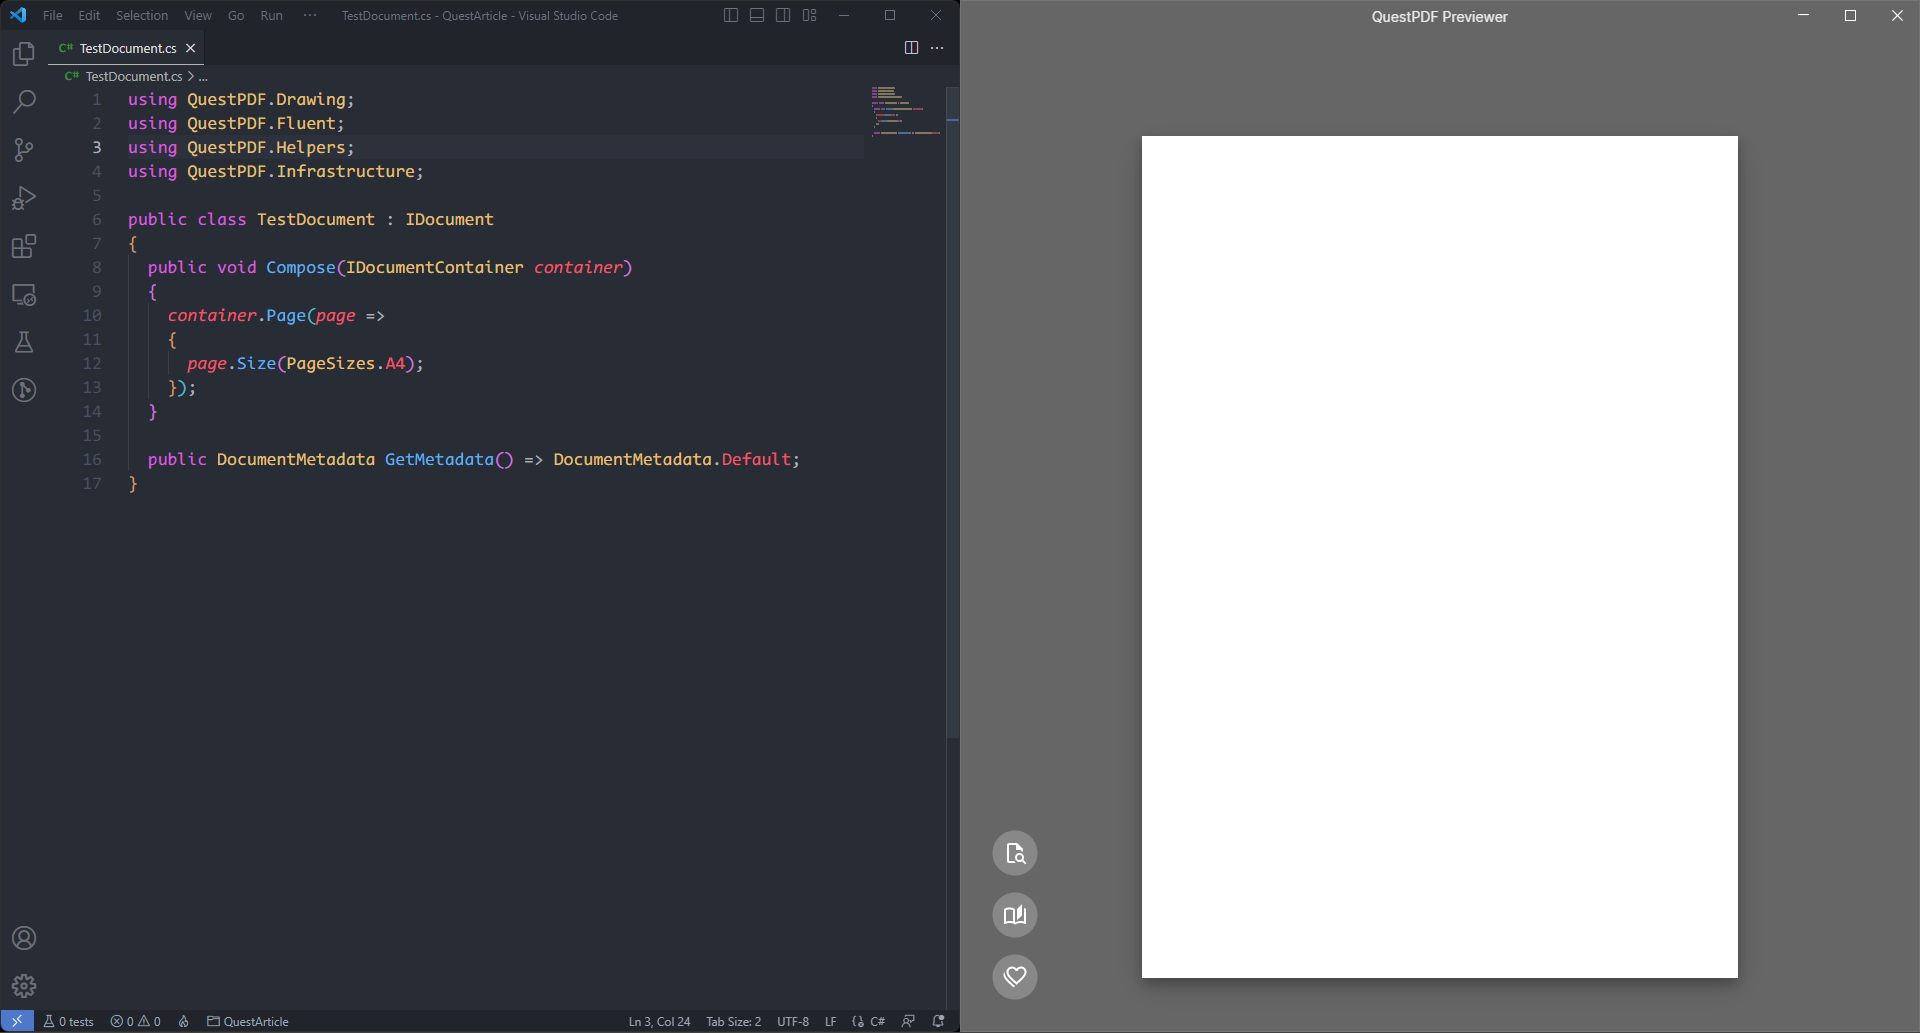 File Edit Selection View Go Run ··· TestDocument.cs - QuestArticle - Visual Studio Code
C# TestDocument.cs
C# TestDocument.cs > ...
1 using QuestPDF.Drawing;
2 using QuestPDF.Fluent;
3 using QuestPDF.Helpers;
4 using QuestPDF.Infrastructure;
5
6 public class TestDocument : IDocument
7 {
8 public void Compose(IDocumentContainer container)
9 {
10 container.Page(page =>
11 {
12 page.Size(PageSizes.A4);
13 });
14 }
15
16 public DocumentMetadata GetMetadata() => DocumentMetadata.Default;
17 }
0 tests 0 0 QuestArticle Ln 3, Col 24 Tab Size: 2 UTF-8 LF C#
QuestPDF Previewer